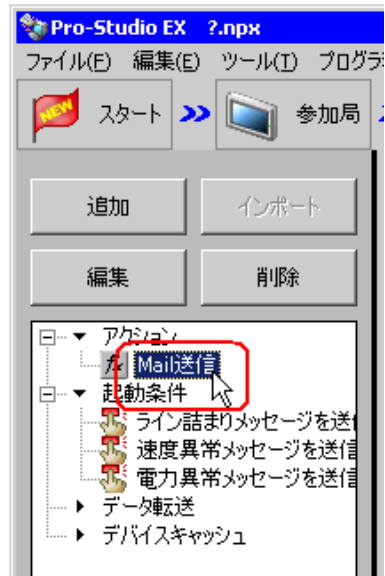 Pro-Studio EX ?.npx
ファイル(F) 編集(E) ツール(T) プログラ
NEW スタート 参加局
追加 インポート
編集 削除
アクション
fx Mail送信
起動条件
ライン詰まりメッセージを送信
速度異常メッセージを送信
電力異常メッセージを送信
データ転送
デバイスキャッシュ